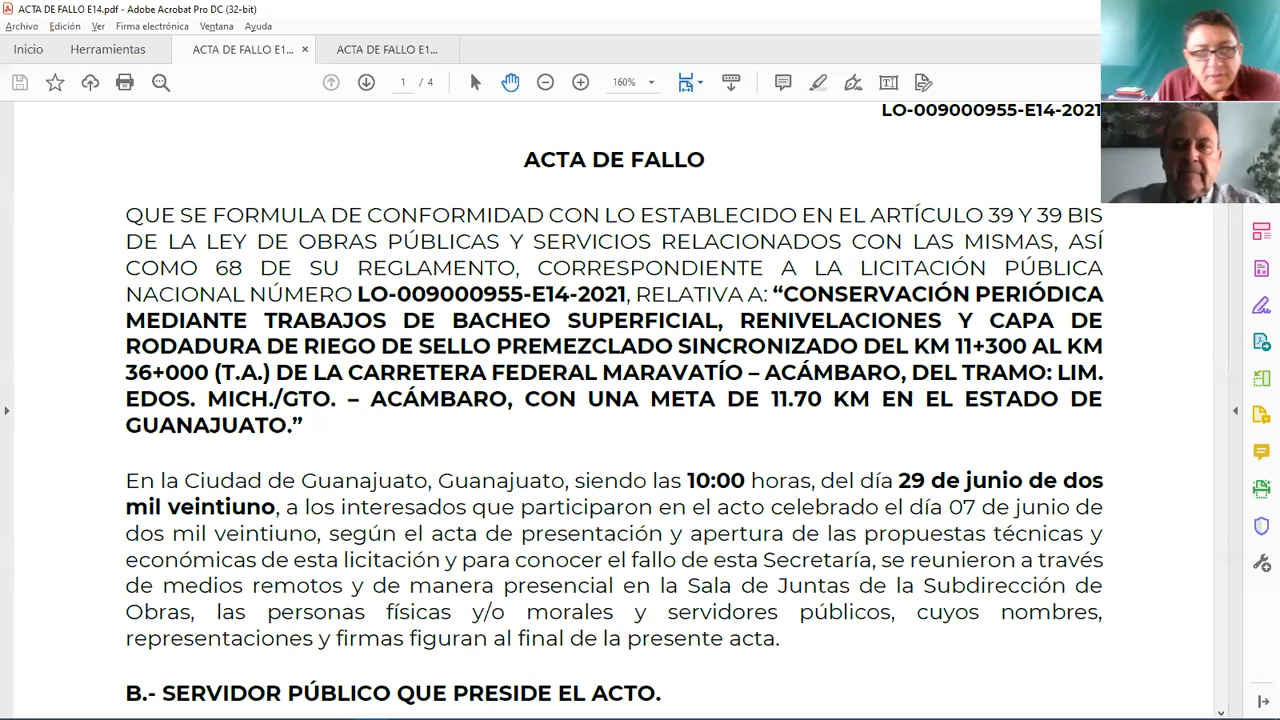 ACTA DE FALLO E14.pdf - Adobe Acrobat Pro DC (32-bit)
Archivo Edición Ver Firma electrónica Ventana Ayuda
Inicio Herramientas ACTA DE FALLO E1... × ACTA DE FALLO E1...
1 / 4 160%
LO-009000955-E14-2021
ACTA DE FALLO
QUE SE FORMULA DE CONFORMIDAD CON LO ESTABLECIDO EN EL ARTÍCULO 39 Y 39 BIS
DE LA LEY DE OBRAS PÚBLICAS Y SERVICIOS RELACIONADOS CON LAS MISMAS, ASÍ
COMO 68 DE SU REGLAMENTO, CORRESPONDIENTE A LA LICITACIÓN PÚBLICA
NACIONAL NÚMERO LO-009000955-E14-2021, RELATIVA A: “CONSERVACIÓN PERIÓDICA
MEDIANTE TRABAJOS DE BACHEO SUPERFICIAL, RENIVELACIONES Y CAPA DE
RODADURA DE RIEGO DE SELLO PREMEZCLADO SINCRONIZADO DEL KM 11+300 AL KM
36+000 (T.A.) DE LA CARRETERA FEDERAL MARAVATÍO – ACÁMBARO, DEL TRAMO: LIM.
EDOS. MICH./GTO. – ACÁMBARO, CON UNA META DE 11.70 KM EN EL ESTADO DE
GUANAJUATO.”
En la Ciudad de Guanajuato, Guanajuato, siendo las 10:00 horas, del día 29 de junio de dos
mil veintiuno, a los interesados que participaron en el acto celebrado el día 07 de junio de
dos mil veintiuno, según el acta de presentación y apertura de las propuestas técnicas y
económicas de esta licitación y para conocer el fallo de esta Secretaría, se reunieron a través
de medios remotos y de manera presencial en la Sala de Juntas de la Subdirección de
Obras, las personas físicas y/o morales y servidores públicos, cuyos nombres,
representaciones y firmas figuran al final de la presente acta.
B.- SERVIDOR PÚBLICO QUE PRESIDE EL ACTO.